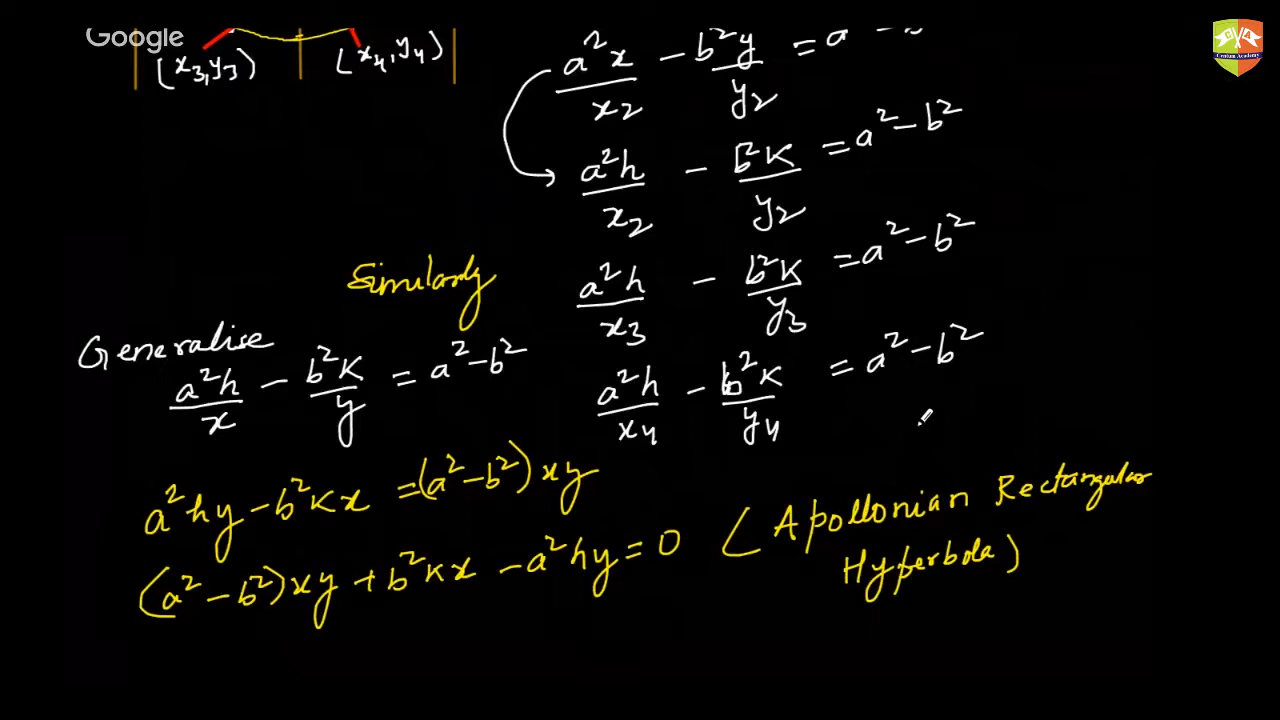 Google
(x₃,y₃) (x₄,y₄)
a²x/x₂ − b²y/y₂ = a
a²h/x₂ − b²k/y₂ = a² − b²
Similarly
a²h/x₃ − b²k/y₃ = a² − b²
Generalise
a²h/x − b²k/y = a² − b²
a²h/x₄ − b²k/y₄ = a² − b²
a²hy − b²kx = (a² − b²)xy
(a² − b²)xy + b²kx − a²hy = 0 (Apollonian Rectangular
Hyperbola)
Centum Academy